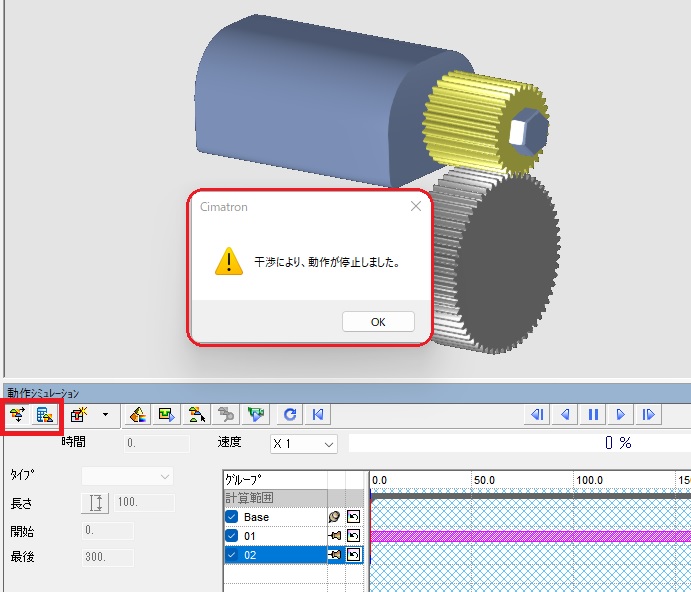 Cimatron
干渉により、動作が停止しました。
OK
動作シミュレーション
時間
0.
速度
X 1
0 %
タイプ
長さ
100.
開始
0.
最後
300.
グループ
0.0 50.0 100.0 150
計算範囲
Base
01
02